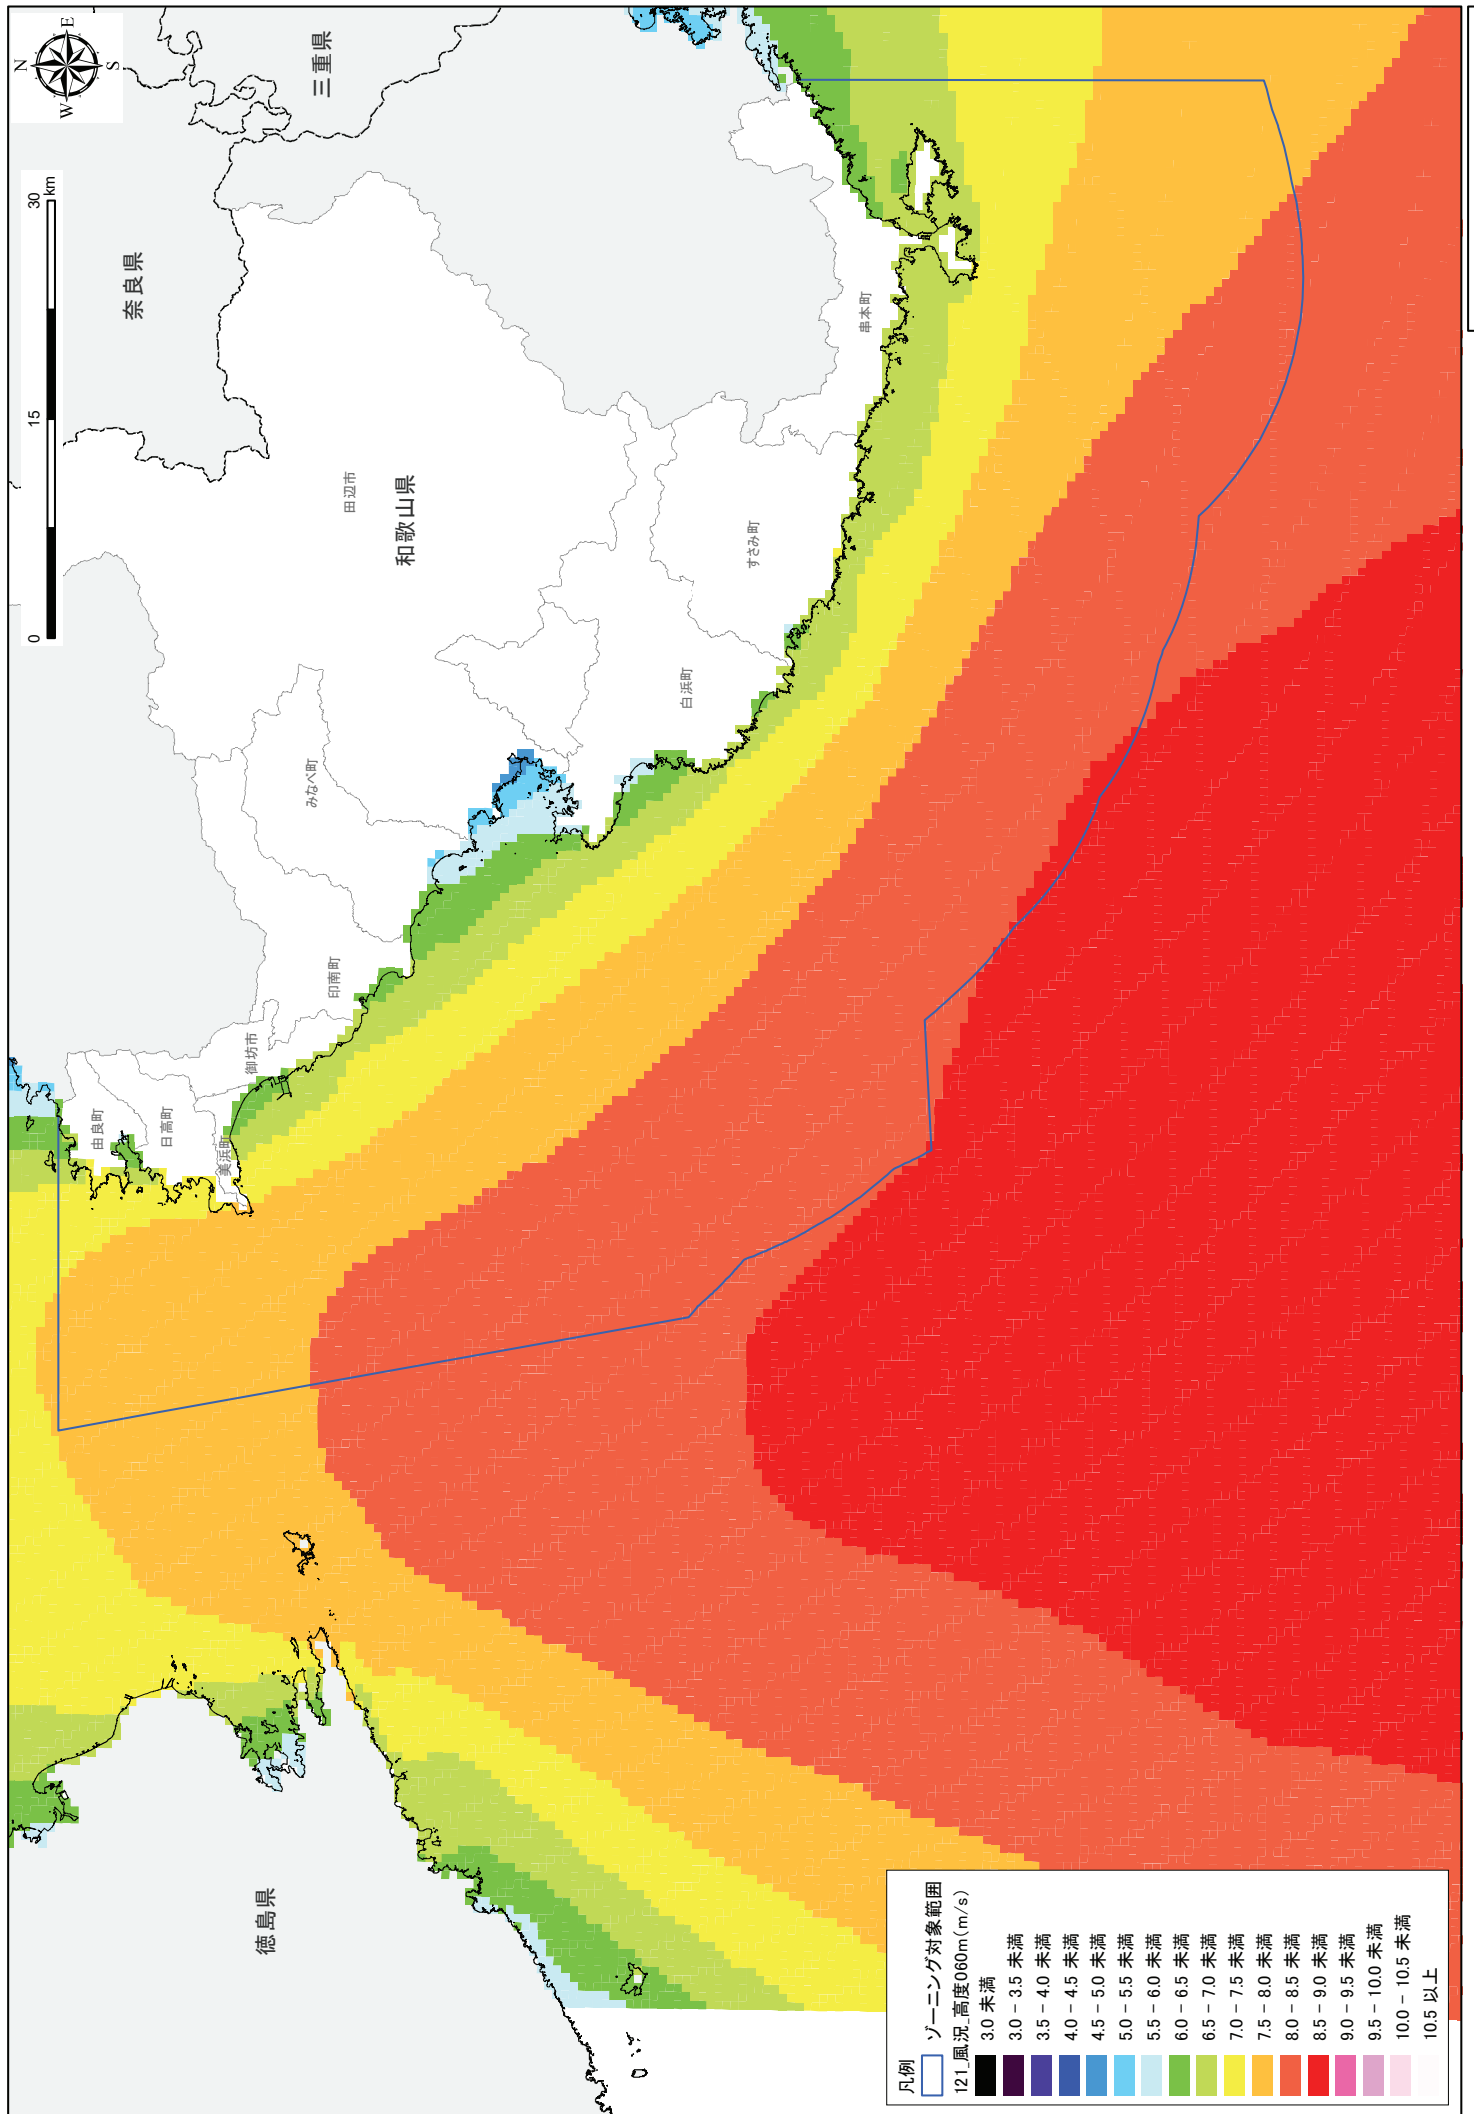 N
W
E
S
0
15
30
km
奈良県
三重県
和歌山県
徳島県
田辺市
みなべ町
印南町
御坊市
由良町
日高町
美浜町
白浜町
すさみ町
串本町
凡例
ゾーニング対象範囲
121_風況_高度060m(m/s)
3.0 未満
3.0 - 3.5 未満
3.5 - 4.0 未満
4.0 - 4.5 未満
4.5 - 5.0 未満
5.0 - 5.5 未満
5.5 - 6.0 未満
6.0 - 6.5 未満
6.5 - 7.0 未満
7.0 - 7.5 未満
7.5 - 8.0 未満
8.0 - 8.5 未満
8.5 - 9.0 未満
9.0 - 9.5 未満
9.5 - 10.0 未満
10.0 - 10.5 未満
10.5 以上